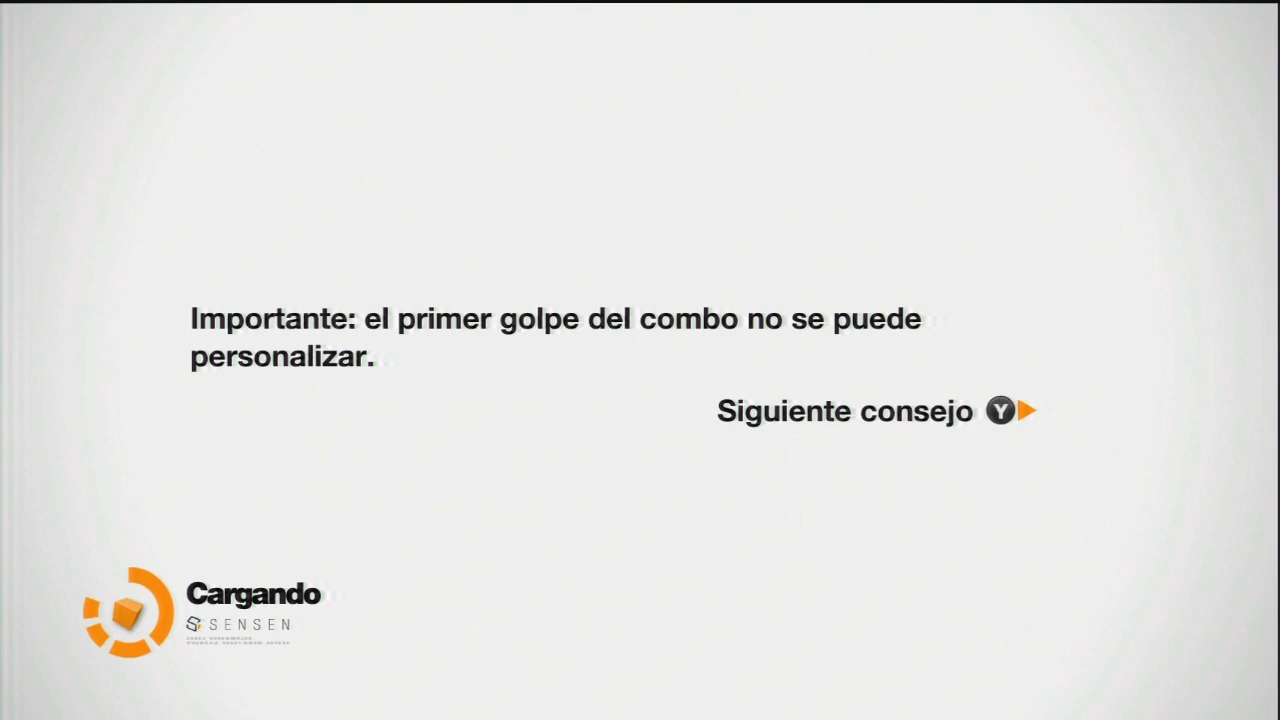 Importante: el primer golpe del combo no se puede
personalizar.
Siguiente consejo Y
Cargando
SENSEN